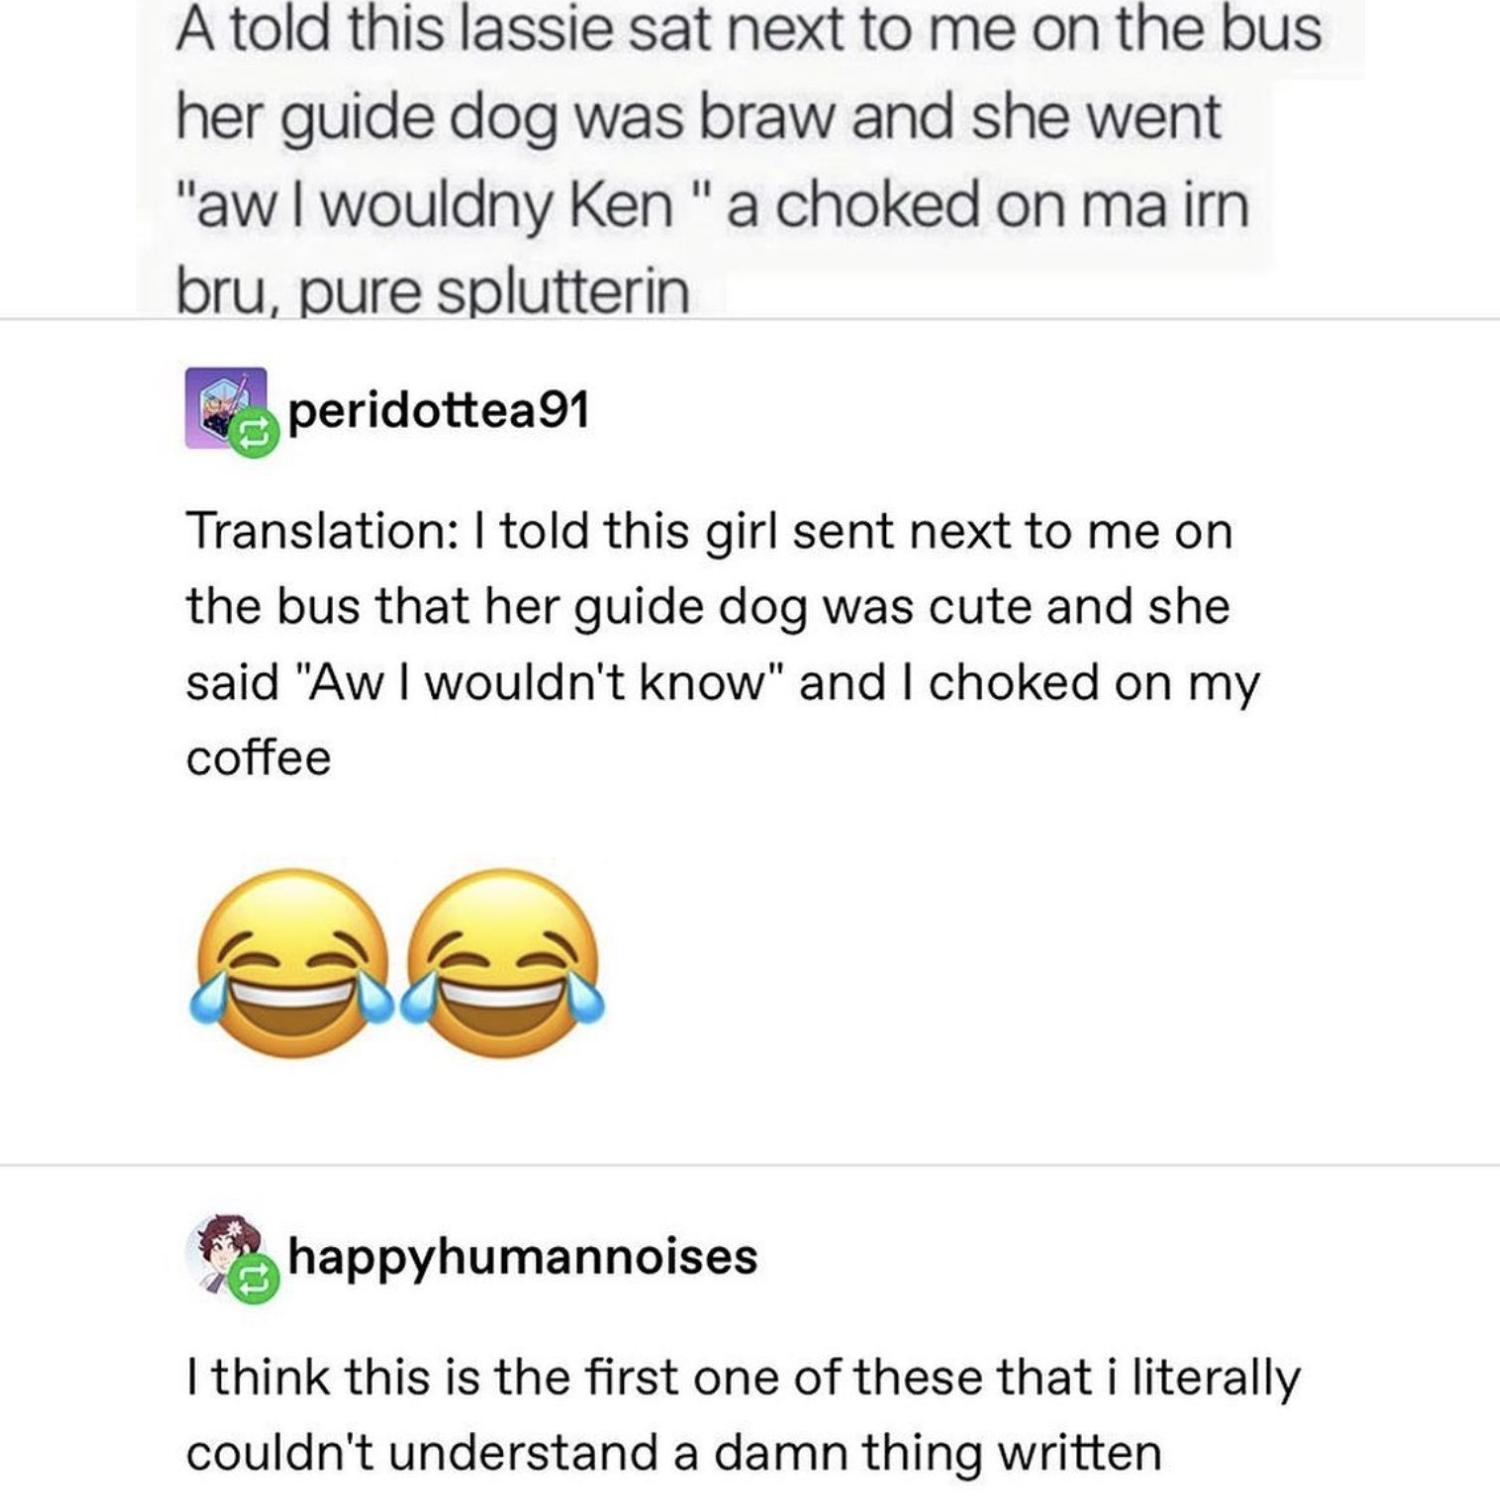 A told this lassie sat next to me on the bus
her guide dog was braw and she went
"aw I wouldny Ken " a choked on ma irn
bru, pure splutterin
peridottea91
Translation: I told this girl sent next to me on
the bus that her guide dog was cute and she
said "Aw I wouldn't know" and I choked on my
coffee
😂😂
happyhumannoises
I think this is the first one of these that i literally
couldn't understand a damn thing written